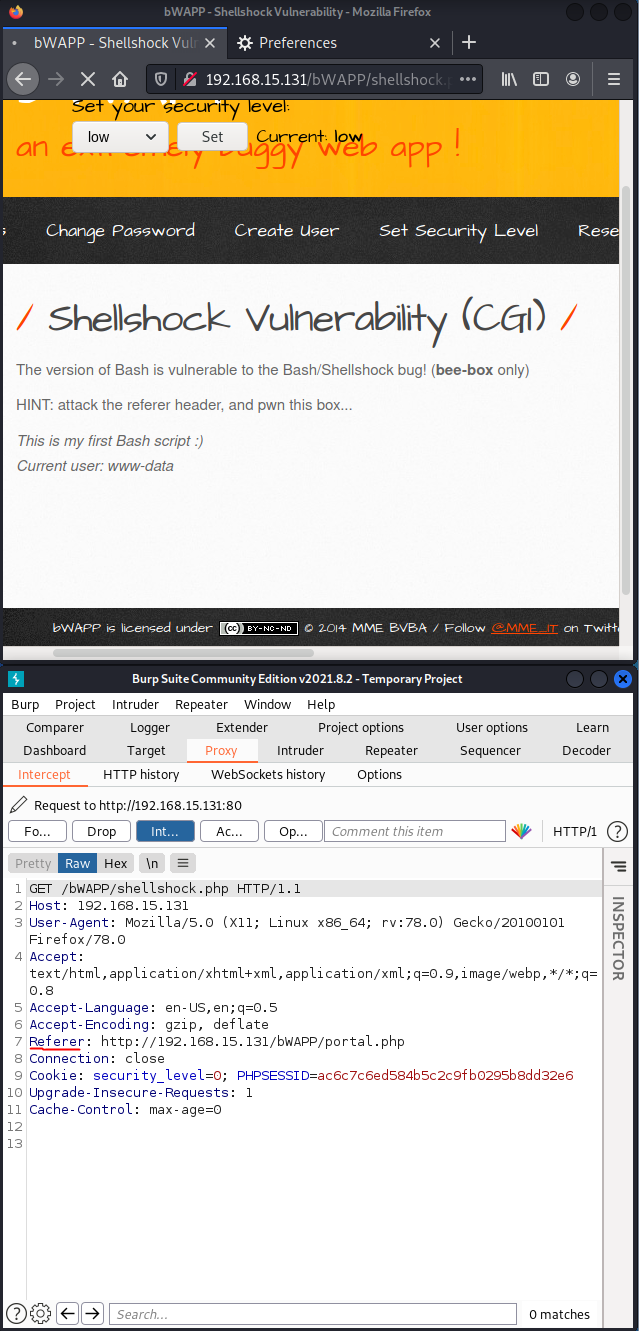 bWAPP - Shellshock Vulnerability - Mozilla Firefox
bWAPP - Shellshock Vuln
Preferences
192.168.15.131/bWAPP/shellshock.
Set your security level:
low
Set
Current: low
an extremely buggy web app !
Change Password
Create User
Set Security Level
Rese
/ Shellshock Vulnerability (CGI) /
The version of Bash is vulnerable to the Bash/Shellshock bug! (bee-box only)
HINT: attack the referer header, and pwn this box...
This is my first Bash script :)
Current user: www-data
bWAPP is licensed under (cc) BY-NC-ND © 2014 MME BVBA / Follow @MME_IT on Twitt
Burp Suite Community Edition v2021.8.2 - Temporary Project
Burp Project Intruder Repeater Window Help
Comparer Logger Extender Project options User options Learn
Dashboard Target Proxy Intruder Repeater Sequencer Decoder
Intercept HTTP history WebSockets history Options
Request to http://192.168.15.131:80
Fo... Drop Int... Ac... Op... Comment this item HTTP/1 ?
Pretty Raw Hex \n
INSPECTOR
1 GET /bWAPP/shellshock.php HTTP/1.1
2 Host: 192.168.15.131
3 User-Agent: Mozilla/5.0 (X11; Linux x86_64; rv:78.0) Gecko/20100101
Firefox/78.0
4 Accept:
text/html,application/xhtml+xml,application/xml;q=0.9,image/webp,*/*;q=
0.8
5 Accept-Language: en-US,en;q=0.5
6 Accept-Encoding: gzip, deflate
7 Referer: http://192.168.15.131/bWAPP/portal.php
8 Connection: close
9 Cookie: security_level=0; PHPSESSID=ac6c7c6ed584b5c2c9fb0295b8dd32e6
10 Upgrade-Insecure-Requests: 1
11 Cache-Control: max-age=0
12
13
? Search... 0 matches